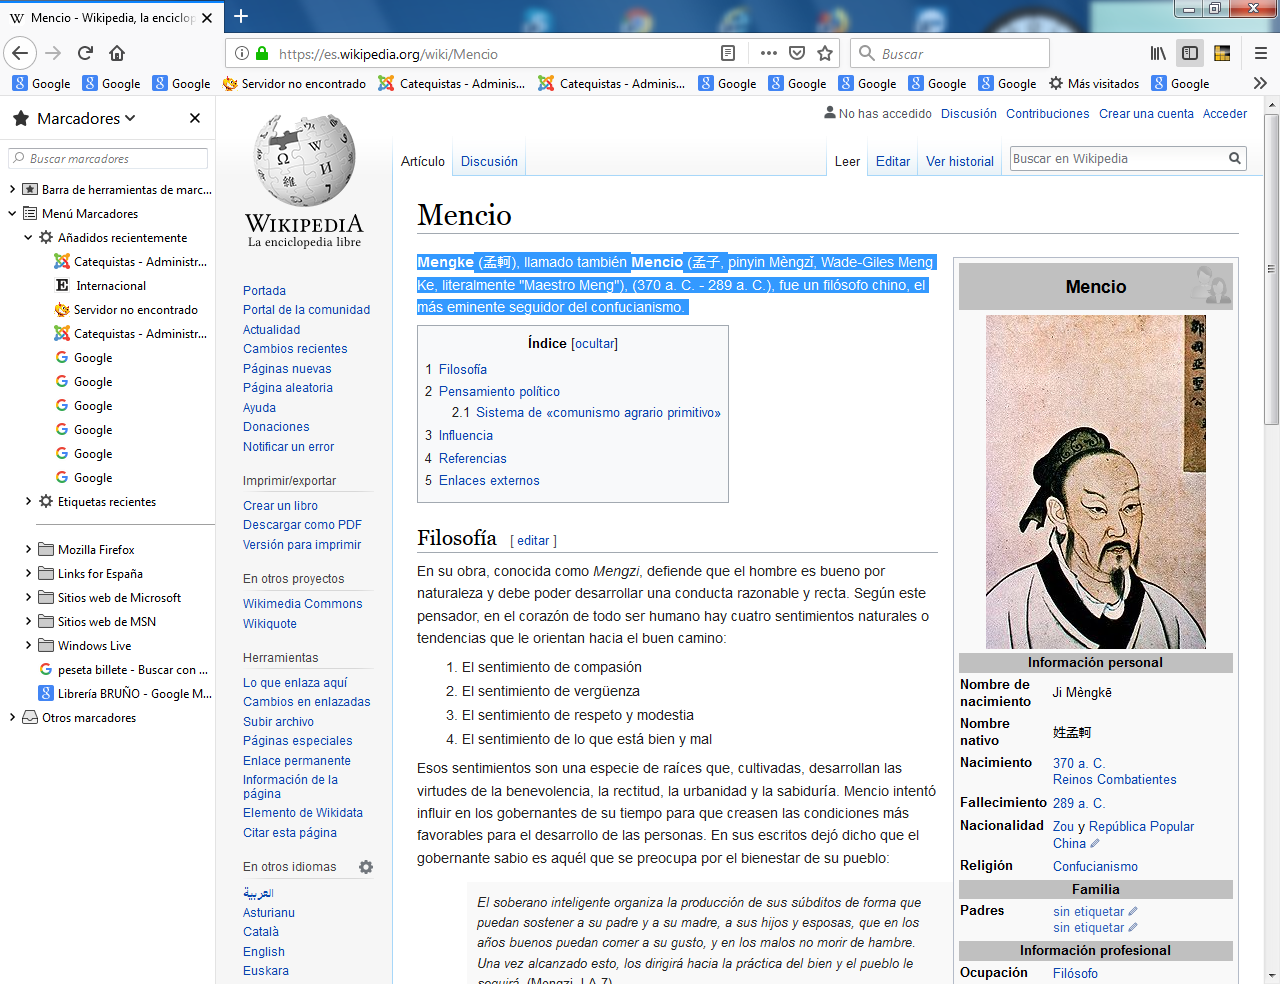 Mencio - Wikipedia, la enciclop
https://es.wikipedia.org/wiki/Mencio
Buscar
Google
Google
Google
Servidor no encontrado
Catequistas - Adminis...
Catequistas - Adminis...
Google
Google
Google
Google
Google
Más visitados
Google
Marcadores
Buscar marcadores
Barra de herramientas de marc...
Menú Marcadores
Añadidos recientemente
Catequistas - Administr...
Internacional
Servidor no encontrado
Catequistas - Administr...
Google
Google
Google
Google
Google
Google
Etiquetas recientes
Mozilla Firefox
Links for España
Sitios web de Microsoft
Sitios web de MSN
Windows Live
peseta billete - Buscar con ...
Librería BRUÑO - Google M...
Otros marcadores
WIKIPEDIA
La enciclopedia libre
Portada
Portal de la comunidad
Actualidad
Cambios recientes
Páginas nuevas
Página aleatoria
Ayuda
Donaciones
Notificar un error
Imprimir/exportar
Crear un libro
Descargar como PDF
Versión para imprimir
En otros proyectos
Wikimedia Commons
Wikiquote
Herramientas
Lo que enlaza aquí
Cambios en enlazadas
Subir archivo
Páginas especiales
Enlace permanente
Información de la
página
Elemento de Wikidata
Citar esta página
En otros idiomas
العربية
Asturianu
Català
English
Euskara
No has accedido Discusión Contribuciones Crear una cuenta Acceder
Artículo Discusión Leer Editar Ver historial Buscar en Wikipedia
Mencio
Mengke (孟軻), llamado también Mencio (孟子, pinyin Mèngzǐ, Wade-Giles Meng
Ke, literalmente "Maestro Meng"), (370 a. C. - 289 a. C.), fue un filósofo chino, el
más eminente seguidor del confucianismo.
Índice [ocultar]
1 Filosofía
2 Pensamiento político
2.1 Sistema de «comunismo agrario primitivo»
3 Influencia
4 Referencias
5 Enlaces externos
Filosofía [ editar ]
En su obra, conocida como Mengzi, defiende que el hombre es bueno por
naturaleza y debe poder desarrollar una conducta razonable y recta. Según este
pensador, en el corazón de todo ser humano hay cuatro sentimientos naturales o
tendencias que le orientan hacia el buen camino:
1. El sentimiento de compasión
2. El sentimiento de vergüenza
3. El sentimiento de respeto y modestia
4. El sentimiento de lo que está bien y mal
Esos sentimientos son una especie de raíces que, cultivadas, desarrollan las
virtudes de la benevolencia, la rectitud, la urbanidad y la sabiduría. Mencio intentó
influir en los gobernantes de su tiempo para que creasen las condiciones más
favorables para el desarrollo de las personas. En sus escritos dejó dicho que el
gobernante sabio es aquél que se preocupa por el bienestar de su pueblo:
El soberano inteligente organiza la producción de sus súbditos de forma que
puedan sostener a su padre y a su madre, a sus hijos y esposas, que en los
años buenos puedan comer a su gusto, y en los malos no morir de hambre.
Una vez alcanzado esto, los dirigirá hacia la práctica del bien y el pueblo le
seguirá. (Mengzi, I A 7)
Mencio
鄒國亞聖公
Información personal
Nombre de nacimiento Ji Mèngkē
Nombre nativo 姓孟軻
Nacimiento 370 a. C.
Reinos Combatientes
Fallecimiento 289 a. C.
Nacionalidad Zou y República Popular
China
Religión Confucianismo
Familia
Padres sin etiquetar
sin etiquetar
Información profesional
Ocupación Filósofo